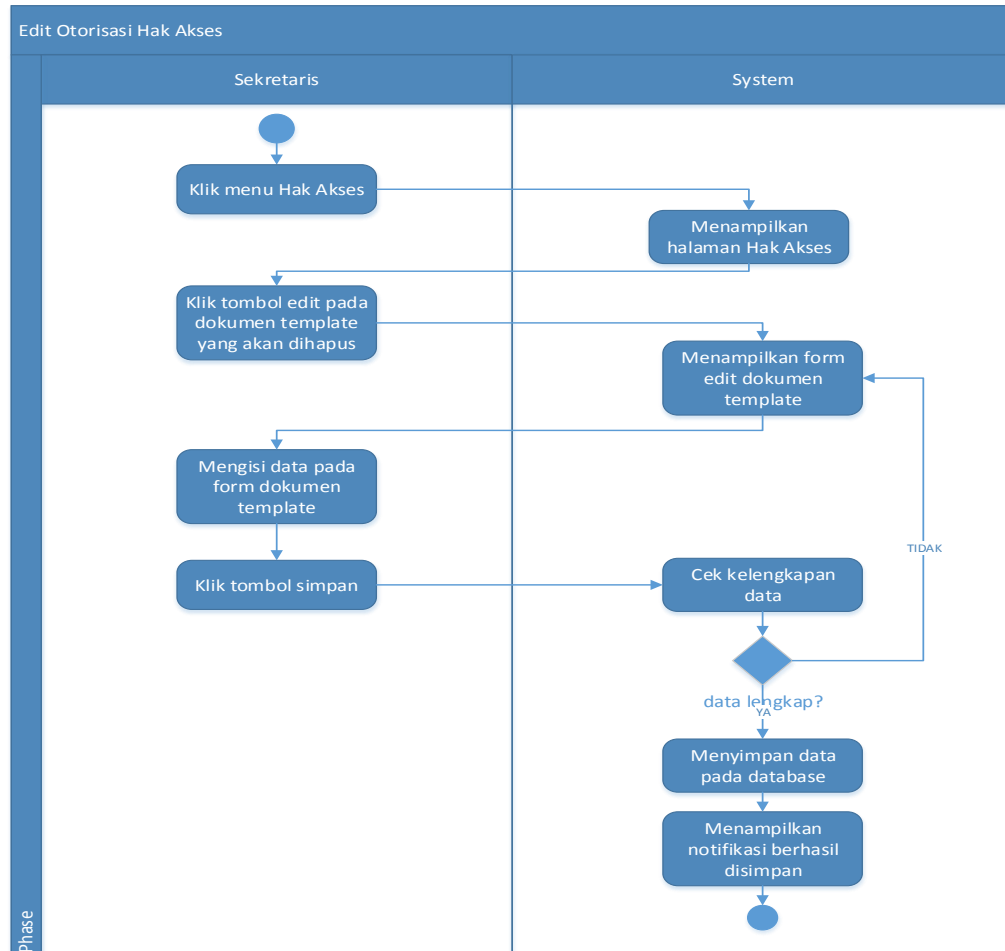 Edit Otorisasi Hak Akses
Sekretaris
System
Klik menu Hak Akses
Menampilkan
halaman Hak Akses
Klik tombol edit pada
dokumen template
yang akan dihapus
Menampilkan form
edit dokumen
template
Mengisi data pada
form dokumen
template
TIDAK
Klik tombol simpan
Cek kelengkapan
data
data lengkap?
YA
Menyimpan data
pada database
Menampilkan
notifikasi berhasil
disimpan
Phase